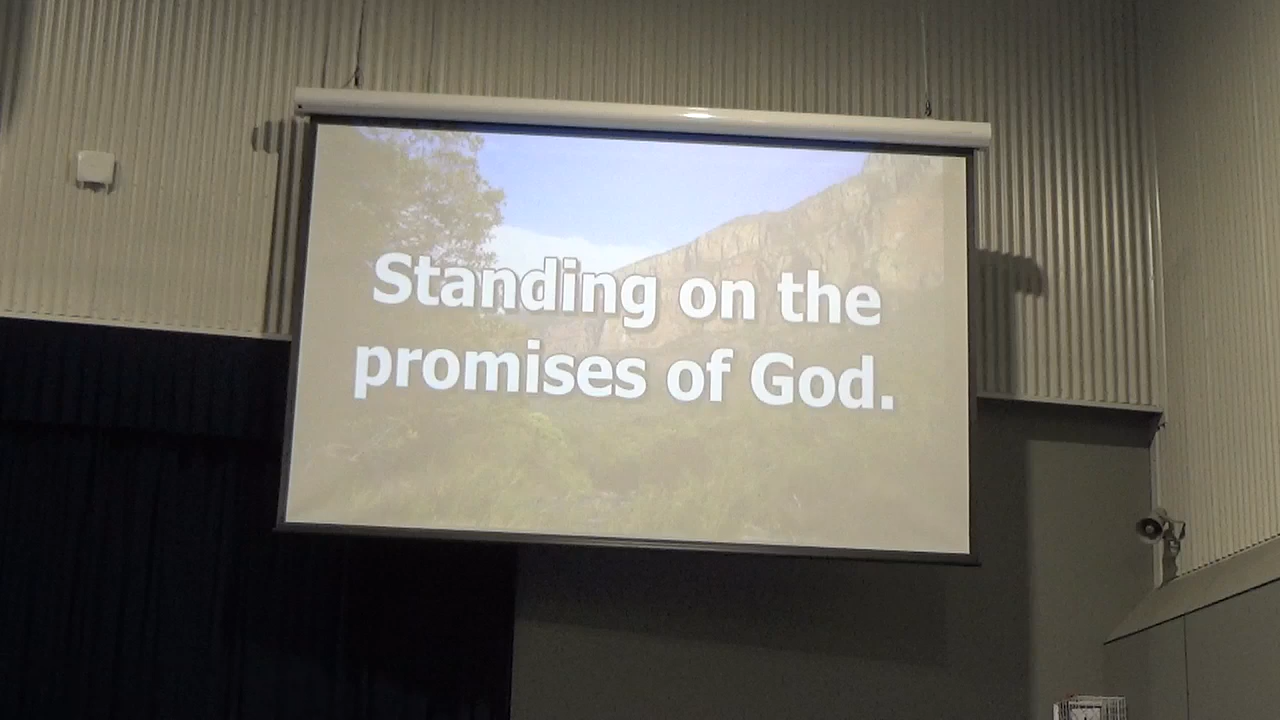 Standing on the
promises of God.